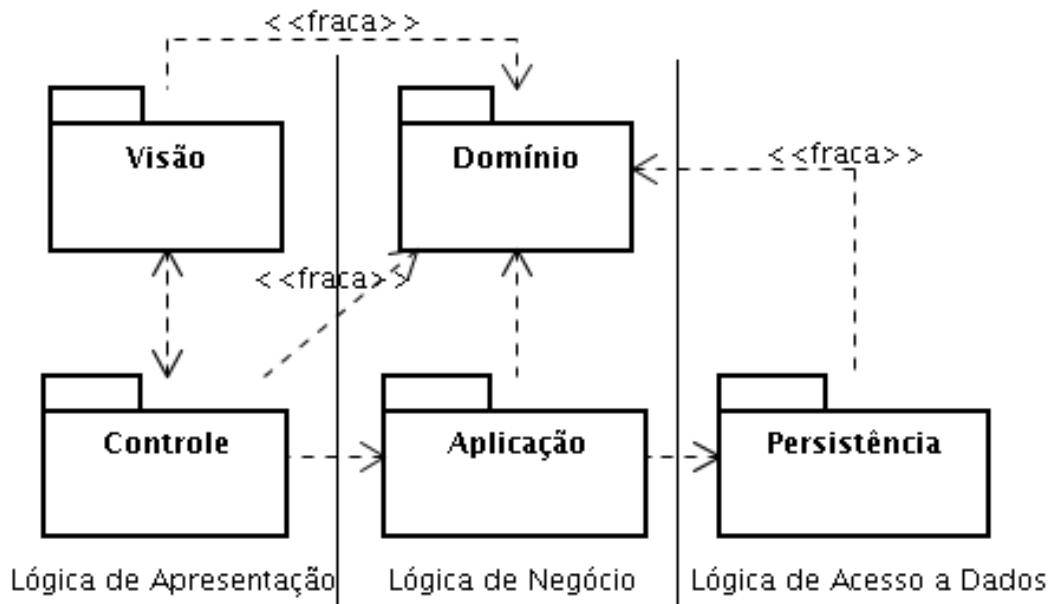 <<fraca>>
Visão
Domínio
<<fraca>>
<<fraca>>
Controle
Aplicação
Persistência
Lógica de Apresentação
Lógica de Negócio
Lógica de Acesso a Dados